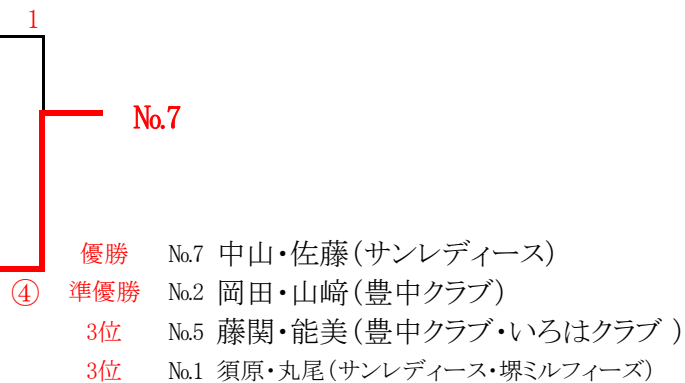 1
No.7
優勝 No.7 中山・佐藤(サンレディース)
④ 準優勝 No.2 岡田・山﨑(豊中クラブ)
3位 No.5 藤関・能美(豊中クラブ・いろはクラブ )
3位 No.1 須原・丸尾(サンレディース・堺ミルフィーズ)